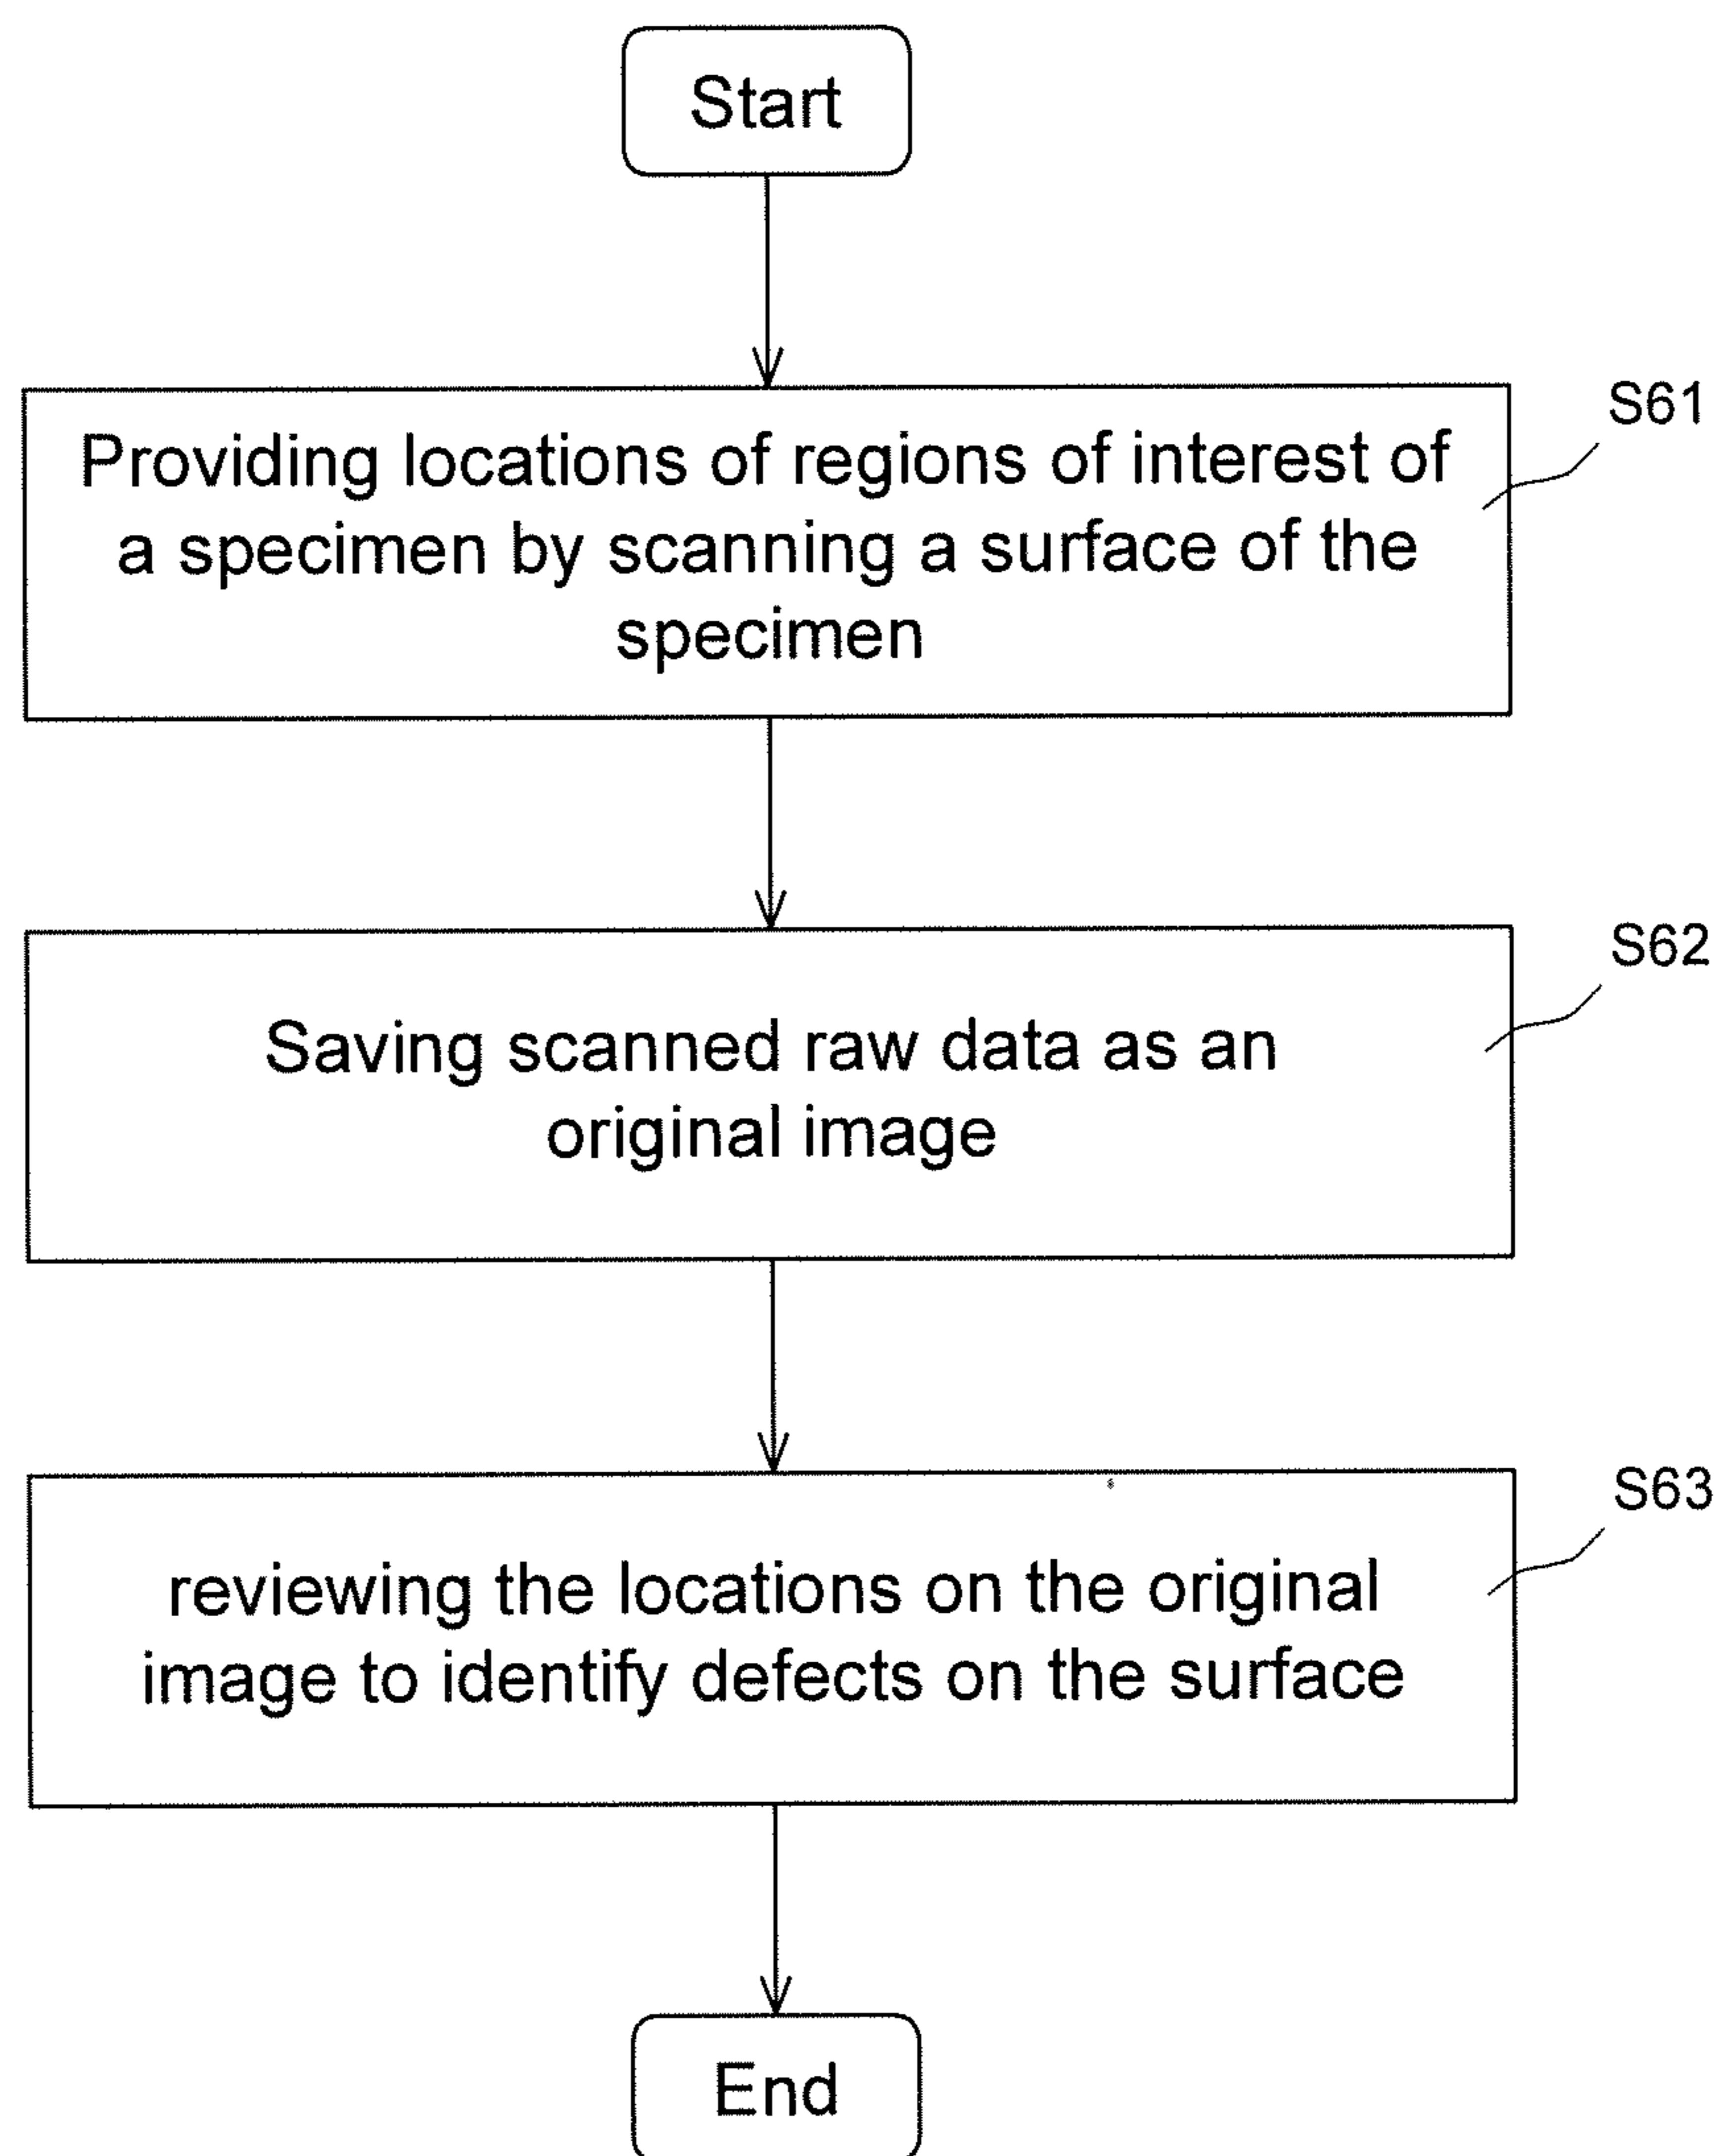 Start
Providing locations of regions of interest of
a specimen by scanning a surface of the
specimen
S61
Saving scanned raw data as an
original image
S62
reviewing the locations on the original
image to identify defects on the surface
S63
End